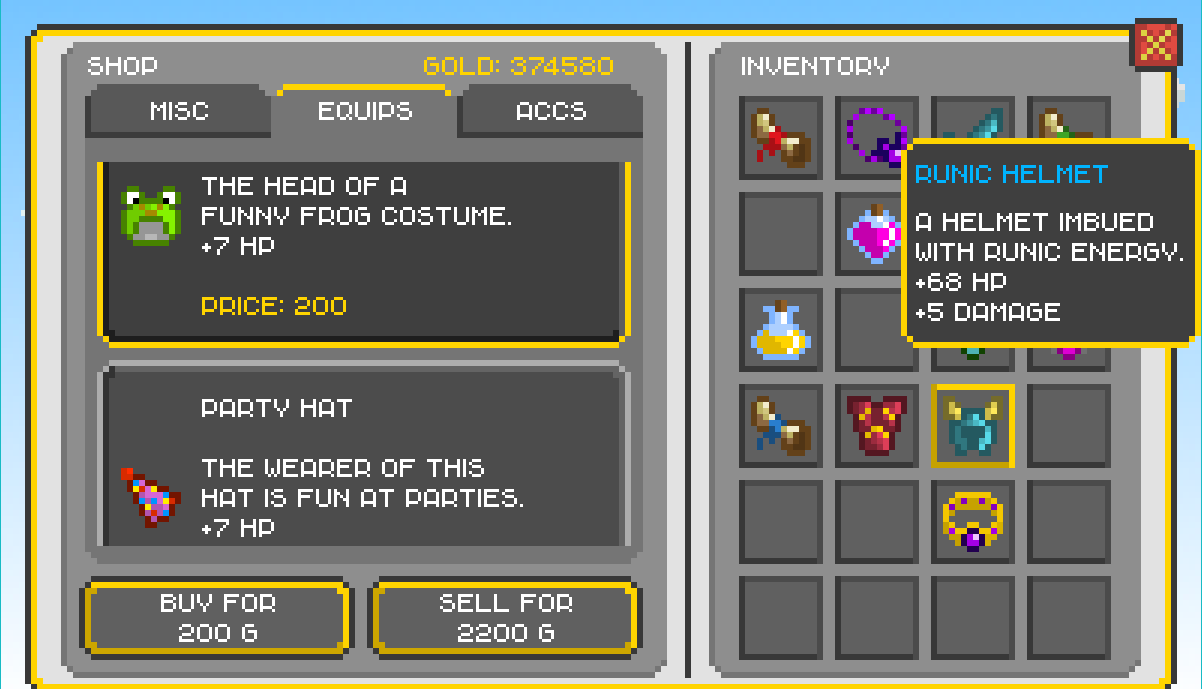 SHOP
GOLD: 374580
MISC
EQUIPS
ACCS
THE HEAD OF A
FUNNY FROG COSTUME.
+7 HP
PRICE: 200
PARTY HAT
THE WEARER OF THIS
HAT IS FUN AT PARTIES.
+7 HP
BUY FOR
200 G
SELL FOR
2200 G
INVENTORY
RUNIC HELMET
A HELMET IMBUED
WITH RUNIC ENERGY.
+68 HP
+5 DAMAGE